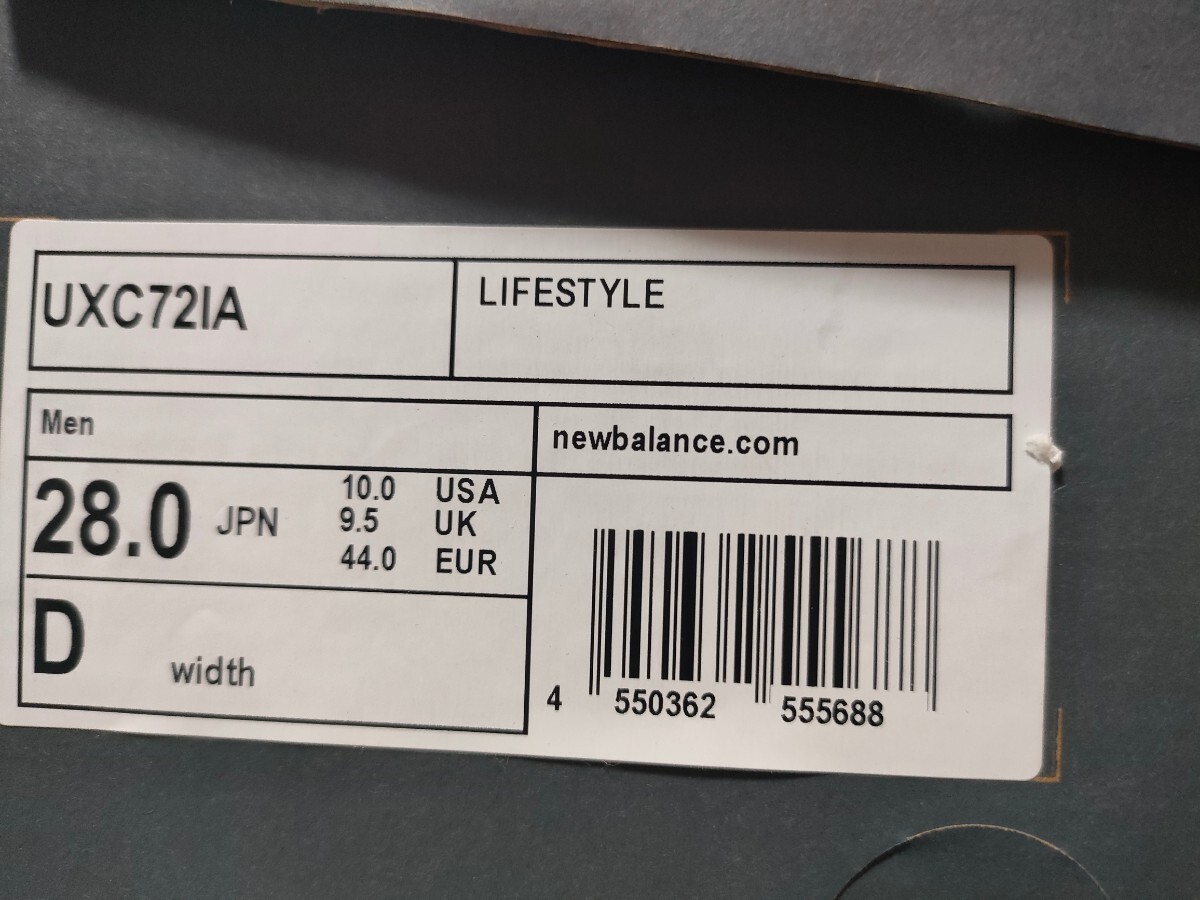 UXC72IA
LIFESTYLE
Men
newbalance.com
28.0 JPN
10.0 USA
9.5 UK
44.0 EUR
D width
4 550362 555688